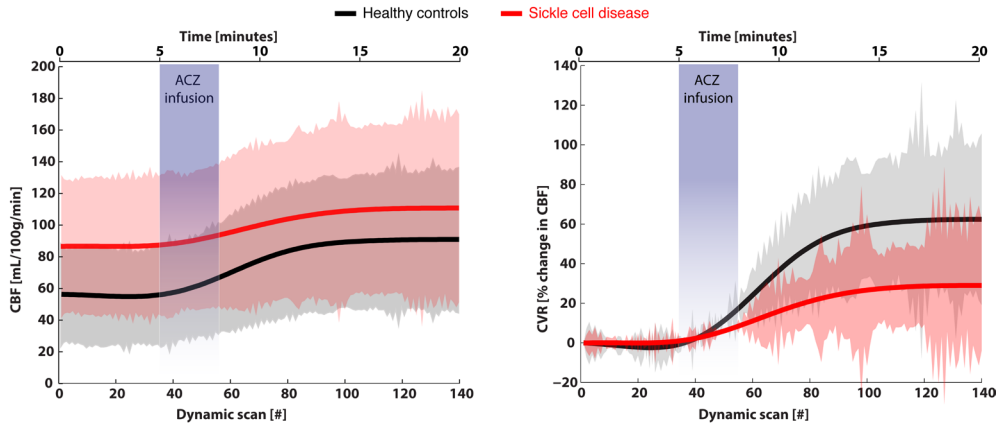 Healthy controls
Sickle cell disease
Time [minutes]
0 5 10 15 20
200
180
160
140
120
100
80
60
40
20
0
CBF [mL/100g/min]
ACZ
infusion
0 20 40 60 80 100 120 140
Dynamic scan [#]
Time [minutes]
0 5 10 15 20
140
120
100
80
60
40
20
0
−20
CVR [% change in CBF]
ACZ
infusion
0 20 40 60 80 100 120 140
Dynamic scan [#]